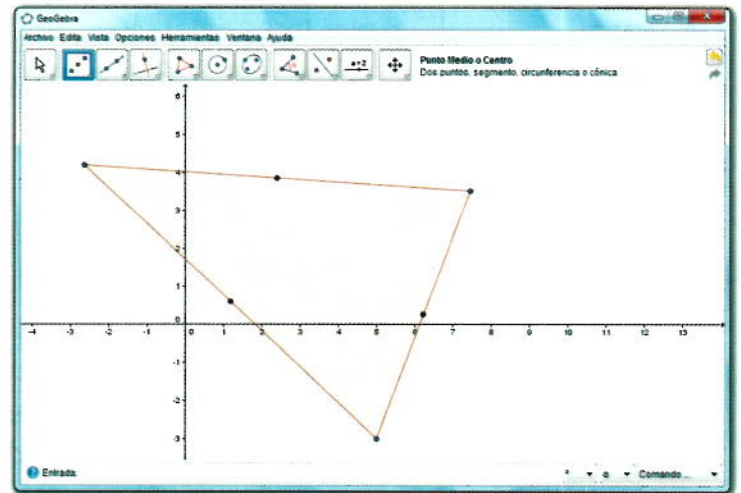 GeoGebra
Archivo Edita Vista Opciones Herramientas Ventana Ayuda
a=2
Punto Medio o Centro
Dos puntos, segmento, circunferencia o cónica
6
5
4
3
2
1
0
-4 -3 -2 -1 0 1 2 3 4 5 6 7 8 9 10 11 12 13
-1
-2
-3
Entrada:
² α Comando...